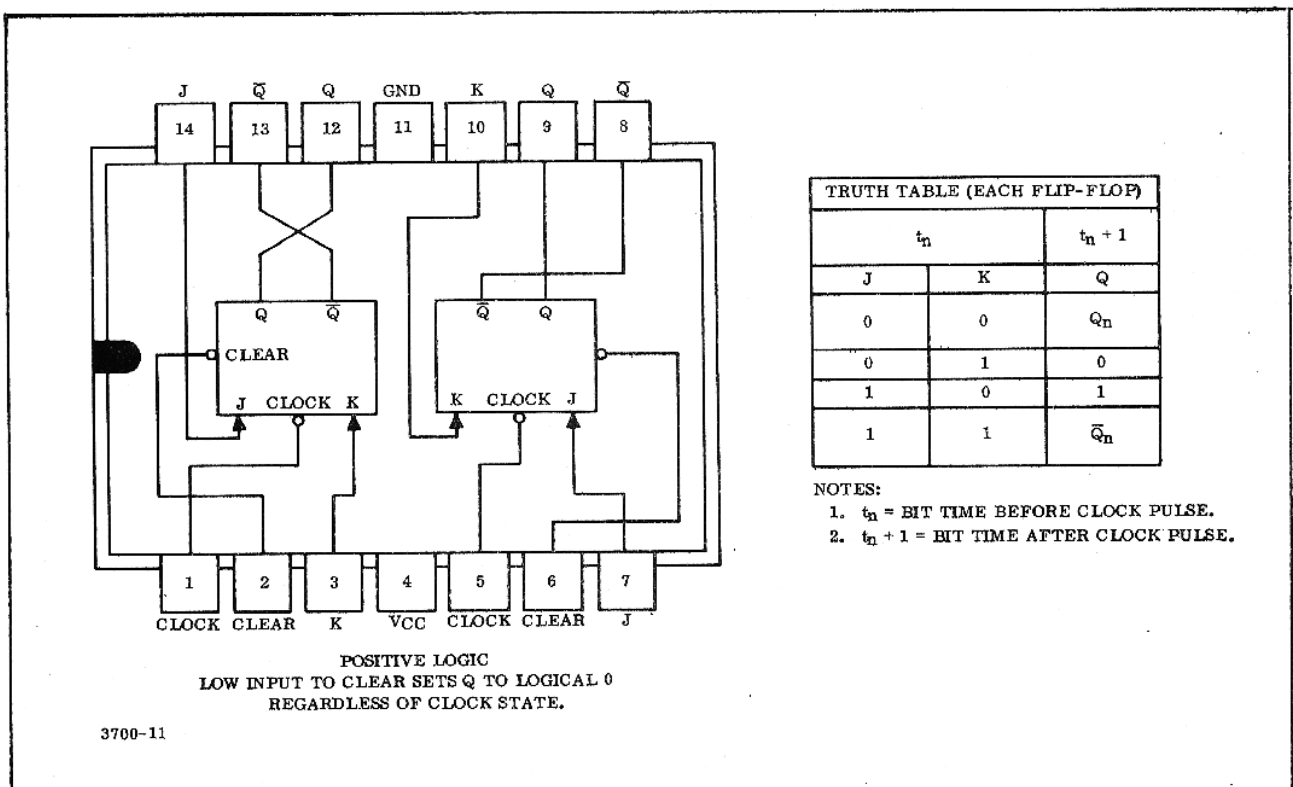 J Q̅ Q GND K Q Q̅
14 13 12 11 10 9 8
Q Q̅ Q̅ Q
CLEAR
J CLOCK K K CLOCK J
1 2 3 4 5 6 7
CLOCK CLEAR K VCC CLOCK CLEAR J
POSITIVE LOGIC
LOW INPUT TO CLEAR SETS Q TO LOGICAL 0
REGARDLESS OF CLOCK STATE.
3700-11
TRUTH TABLE (EACH FLIP-FLOP)
tn tn + 1
J K Q
0 0 Qn
0 1 0
1 0 1
1 1 Q̅n
NOTES:
1. tn = BIT TIME BEFORE CLOCK PULSE.
2. tn + 1 = BIT TIME AFTER CLOCK PULSE.